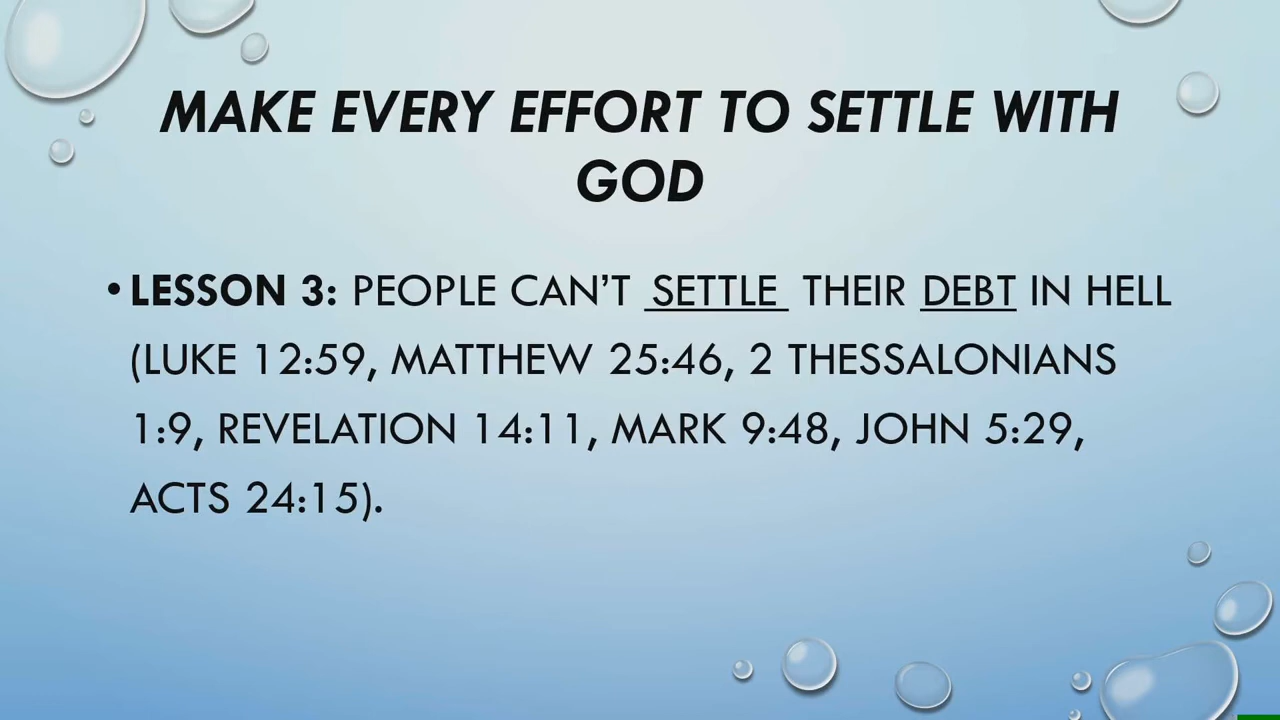 MAKE EVERY EFFORT TO SETTLE WITH
GOD
• LESSON 3: PEOPLE CAN’T SETTLE THEIR DEBT IN HELL
(LUKE 12:59, MATTHEW 25:46, 2 THESSALONIANS
1:9, REVELATION 14:11, MARK 9:48, JOHN 5:29,
ACTS 24:15).